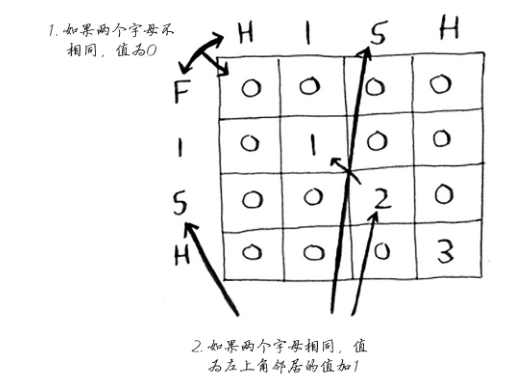 1. 如果两个字母不
相同，值为0
H I S H
F 0 0 0 0
I 0 1 0 0
S 0 0 2 0
H 0 0 0 3
2. 如果两个字母相同，值
为左上角邻居的值加1